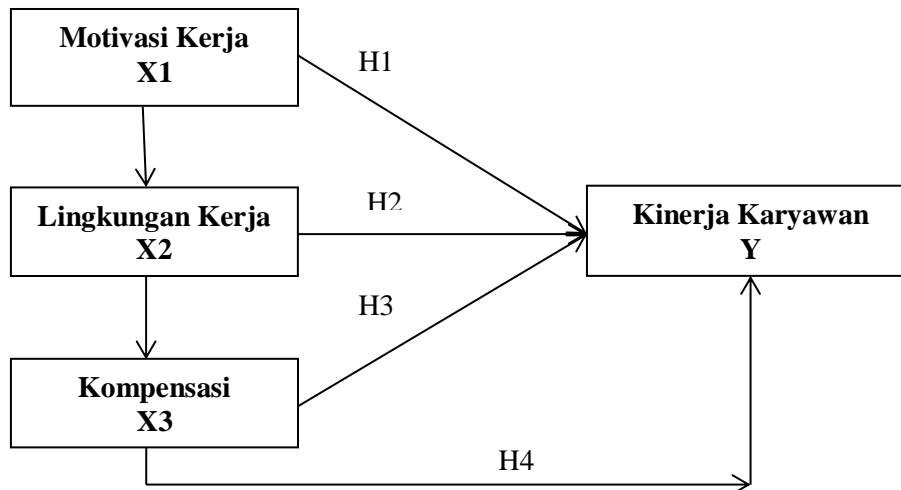 Motivasi Kerja
X1
H1
Lingkungan Kerja
X2
H2
Kinerja Karyawan
Y
H3
Kompensasi
X3
H4